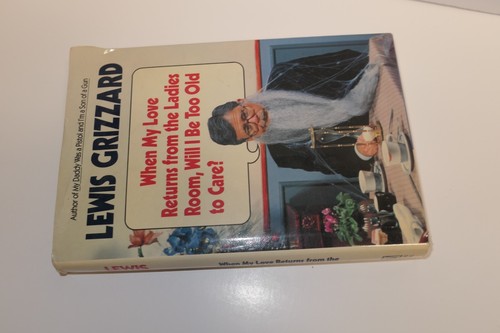 Author of My Daddy Was a Pistol and I'm a Son of a Gun
LEWIS GRIZZARD
When My Love
Returns from the Ladies
Room, Will I Be Too Old
to Care?
LEWIS
When My Love Returns from the